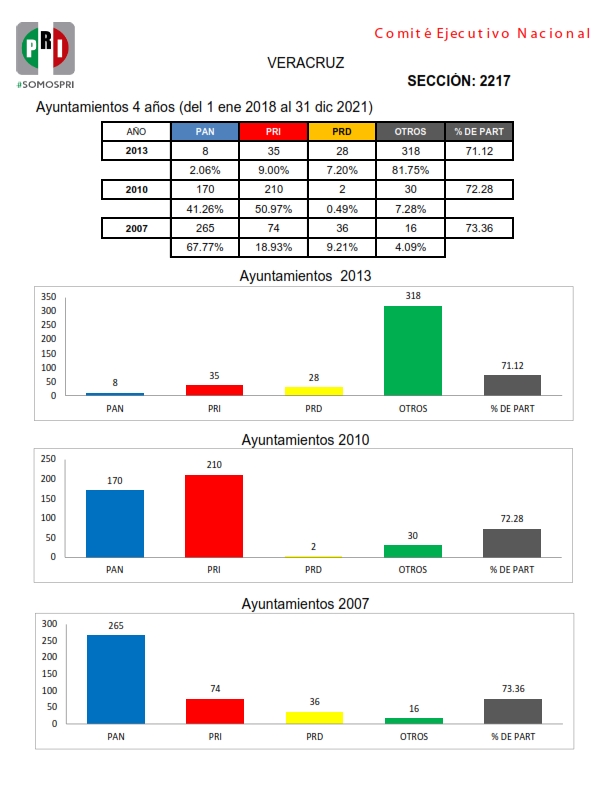 Comité Ejecutivo Nacional
PRI
#SOMOSPRI
VERACRUZ
SECCIÓN: 2217
Ayuntamientos 4 años (del 1 ene 2018 al 31 dic 2021)
AÑO PAN PRI PRD OTROS % DE PART
2013 8 35 28 318 71.12
2.06% 9.00% 7.20% 81.75%
2010 170 210 2 30 72.28
41.26% 50.97% 0.49% 7.28%
2007 265 74 36 16 73.36
67.77% 18.93% 9.21% 4.09%
Ayuntamientos 2013
350
300
250
200
150
100
50
0
8 35 28 318 71.12
PAN PRI PRD OTROS % DE PART
Ayuntamientos 2010
250
200
150
100
50
0
170 210 2 30 72.28
PAN PRI PRD OTROS % DE PART
Ayuntamientos 2007
300
250
200
150
100
50
0
265 74 36 16 73.36
PAN PRI PRD OTROS % DE PART